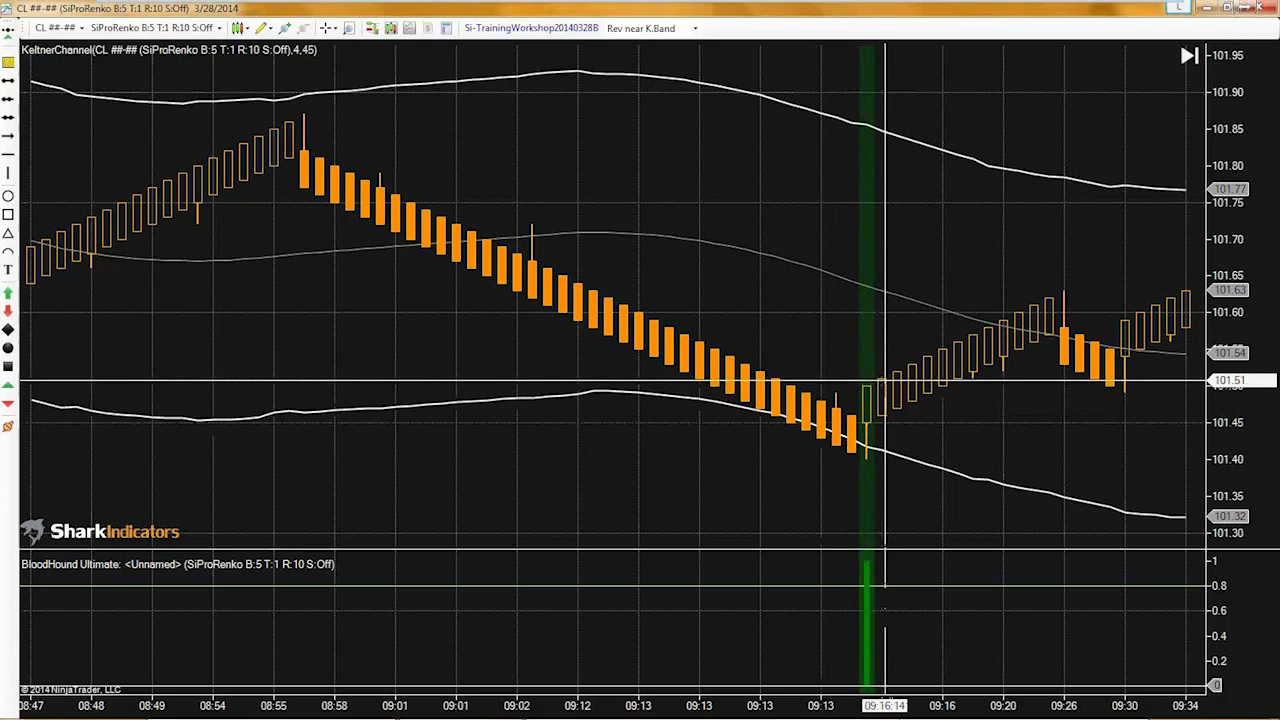 CL ##-## (SiProRenko B:5 T:1 R:10 S:Off) 3/28/2014
L
CL ##-## SiProRenko B:5 T:1 R:10 S:Off Si-TrainingWorkshop20140328B Rev near K.Band
KeltnerChannel(CL ##-## (SiProRenko B:5 T:1 R:10 S:Off),4,45)
101.95
101.90
101.85
101.80
101.77
101.75
101.70
101.65
101.63
101.60
101.54
101.51
101.45
101.40
101.35
101.32
101.30
T
SharkIndicators
BloodHound Ultimate: <Unnamed> (SiProRenko B:5 T:1 R:10 S:Off)
1
0.8
0.6
0.4
0.2
0
© 2014 NinjaTrader, LLC
08:47 08:48 08:49 08:54 08:55 08:58 09:01 09:01 09:02 09:12 09:13 09:13 09:13 09:13 09:16:14 09:16 09:24 09:26 09:30 09:34